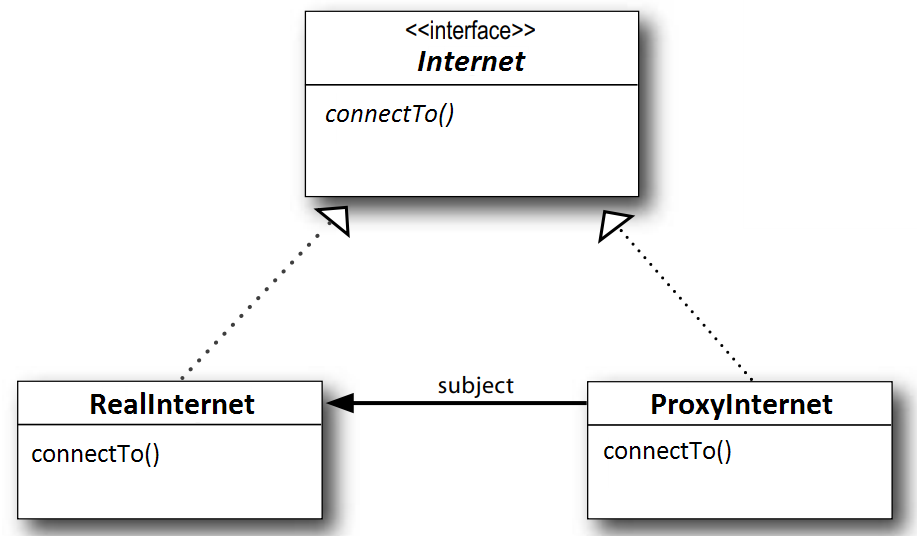 <<interface>>
Internet
connectTo()
subject
RealInternet
connectTo()
ProxyInternet
connectTo()